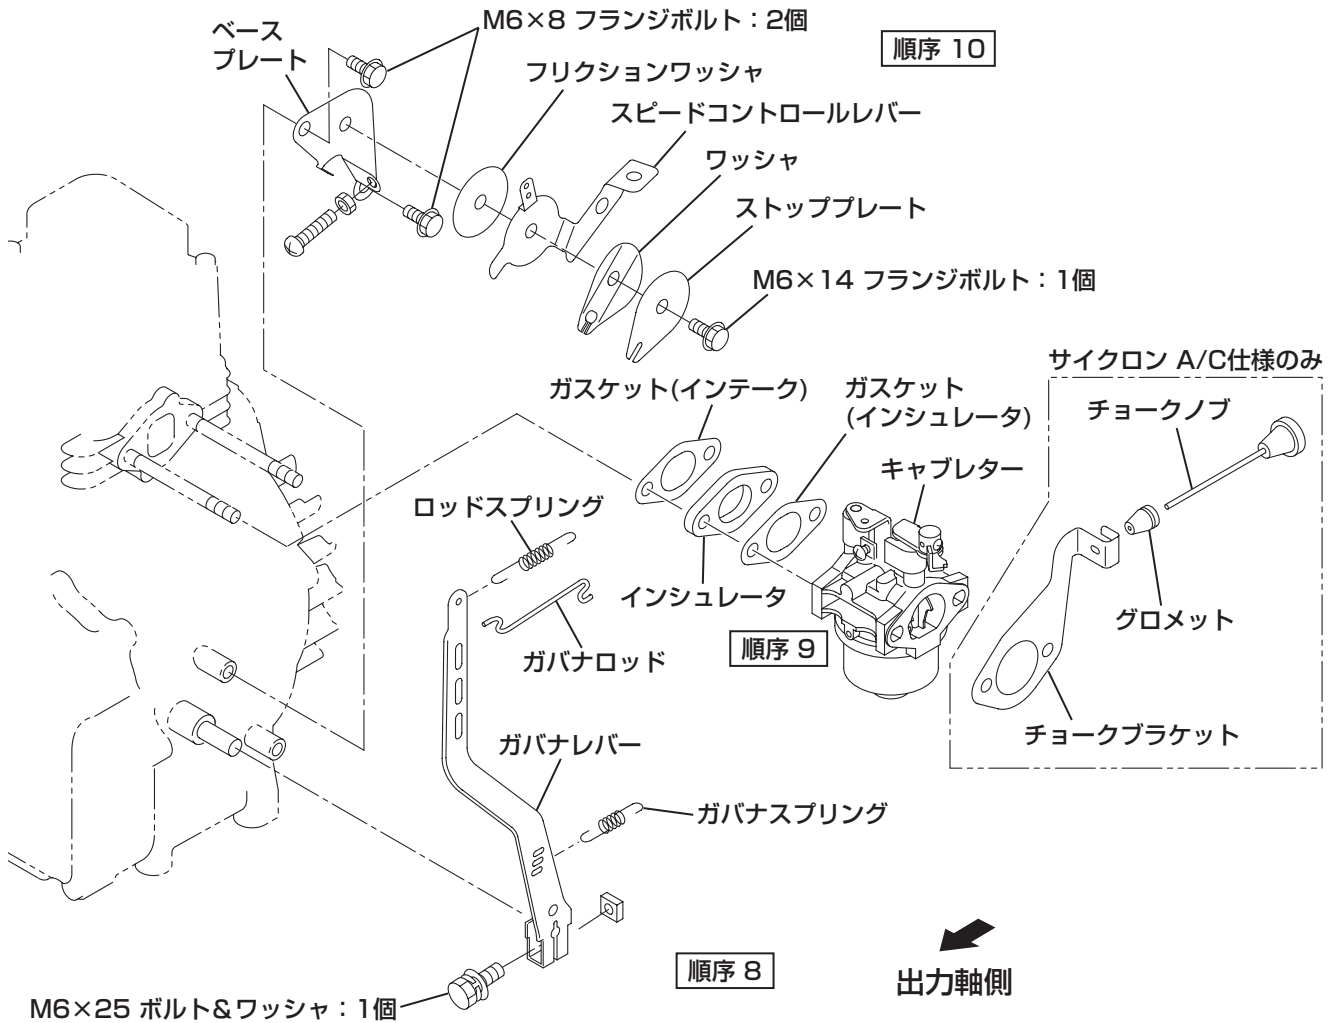 ベース
プレート
M6×8 フランジボルト：2個
順序 10
フリクションワッシャ
スピードコントロールレバー
ワッシャ
ストッププレート
M6×14 フランジボルト：1個
サイクロン A/C仕様のみ
ガスケット(インテーク)
ガスケット
(インシュレータ)
チョークノブ
キャブレター
ロッドスプリング
インシュレータ
グロメット
順序 9
ガバナロッド
チョークブラケット
ガバナレバー
ガバナスプリング
順序 8
出力軸側
M6×25 ボルト&ワッシャ：1個